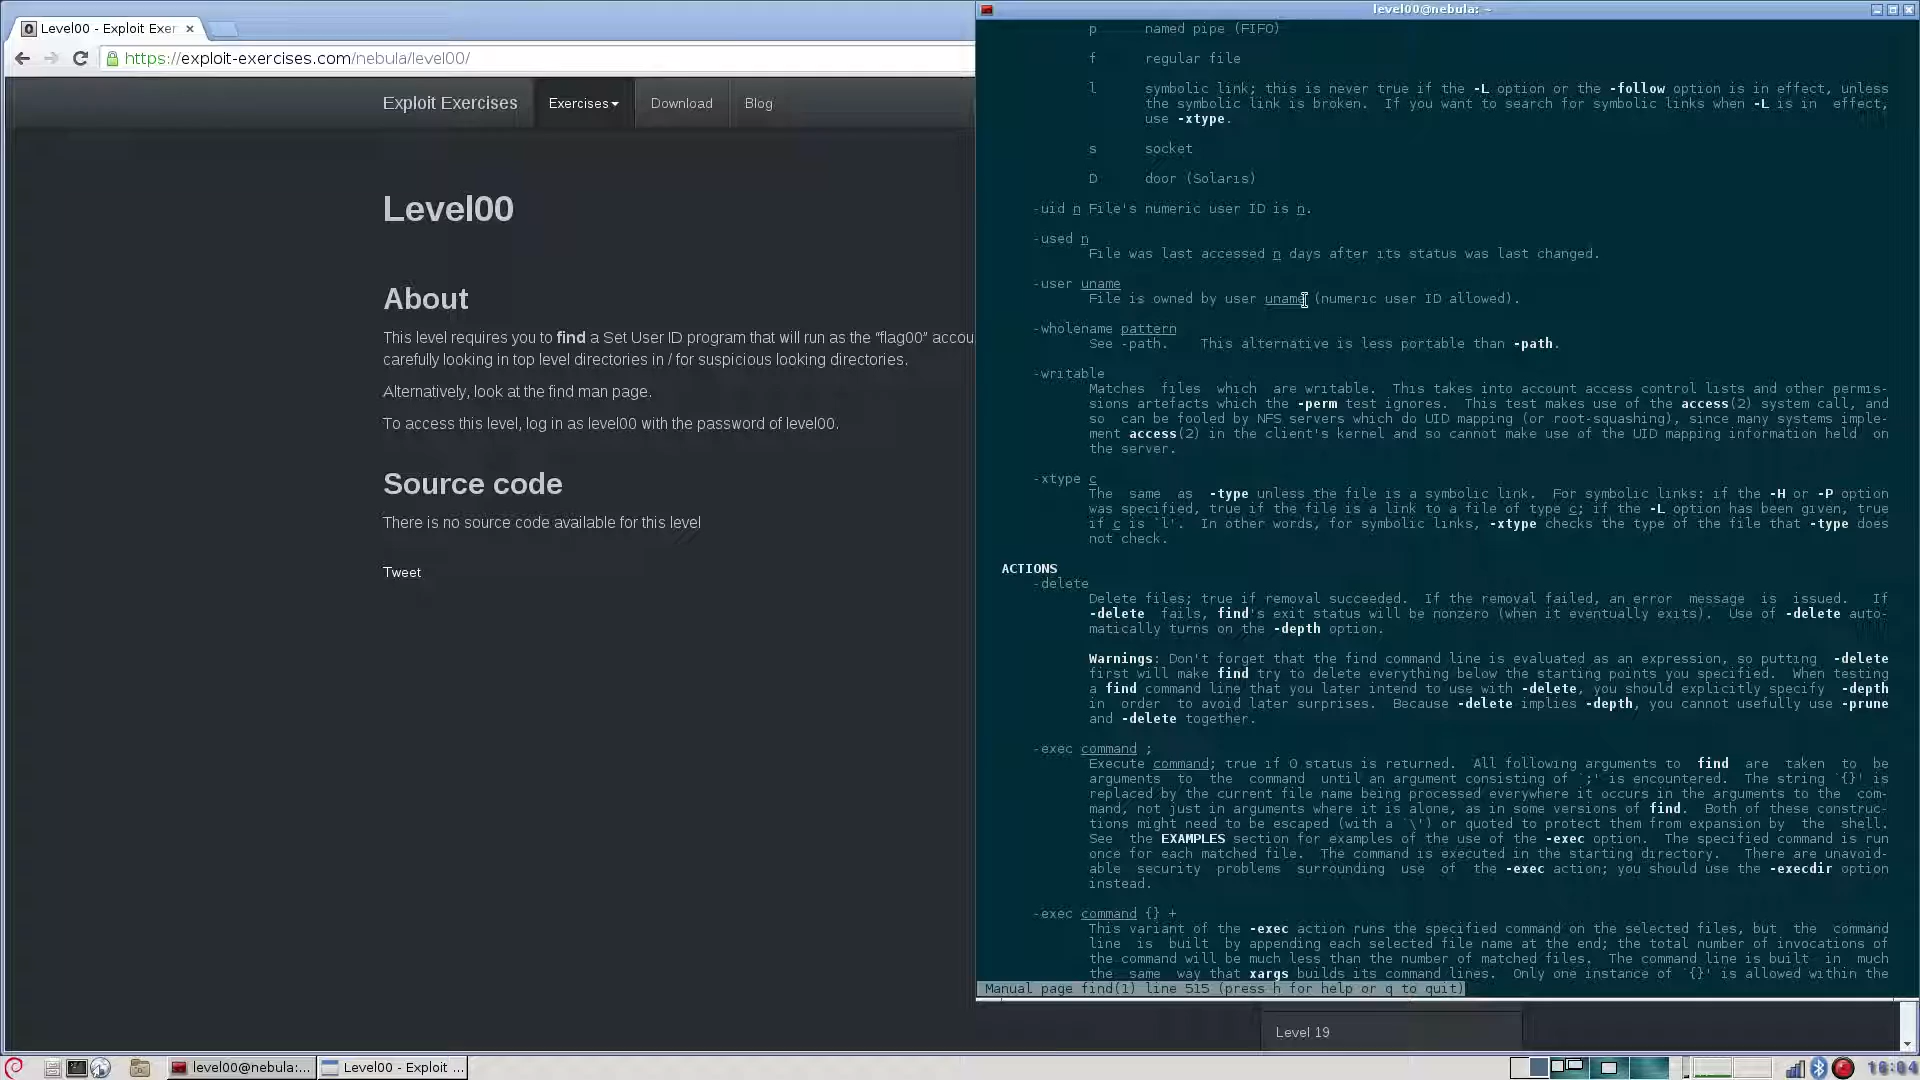 Level00 - Exploit Exer
https://exploit-exercises.com/nebula/level00/
Exploit Exercises
Exercises
Download
Blog
Level00
About
This level requires you to find a Set User ID program that will run as the “flag00” accou
carefully looking in top level directories in / for suspicious looking directories.
Alternatively, look at the find man page.
To access this level, log in as level00 with the password of level00.
Source code
There is no source code available for this level
Tweet
level00@nebula: ~
p named pipe (FIFO)
f regular file
l symbolic link; this is never true if the -L option or the -follow option is in effect, unless
the symbolic link is broken. If you want to search for symbolic links when -L is in effect,
use -xtype.
s socket
D door (Solaris)
-uid n File's numeric user ID is n.
-used n
File was last accessed n days after its status was last changed.
-user uname
File is owned by user uname (numeric user ID allowed).
-wholename pattern
See -path. This alternative is less portable than -path.
-writable
Matches files which are writable. This takes into account access control lists and other permis-
sions artefacts which the -perm test ignores. This test makes use of the access(2) system call, and
so can be fooled by NFS servers which do UID mapping (or root-squashing), since many systems imple-
ment access(2) in the client's kernel and so cannot make use of the UID mapping information held on
the server.
-xtype c
The same as -type unless the file is a symbolic link. For symbolic links: if the -H or -P option
was specified, true if the file is a link to a file of type c; if the -L option has been given, true
if c is `l'. In other words, for symbolic links, -xtype checks the type of the file that -type does
not check.
ACTIONS
-delete
Delete files; true if removal succeeded. If the removal failed, an error message is issued. If
-delete fails, find's exit status will be nonzero (when it eventually exits). Use of -delete auto-
matically turns on the -depth option.
Warnings: Don't forget that the find command line is evaluated as an expression, so putting -delete
first will make find try to delete everything below the starting points you specified. When testing
a find command line that you later intend to use with -delete, you should explicitly specify -depth
in order to avoid later surprises. Because -delete implies -depth, you cannot usefully use -prune
and -delete together.
-exec command ;
Execute command; true if 0 status is returned. All following arguments to find are taken to be
arguments to the command until an argument consisting of `;' is encountered. The string `{}' is
replaced by the current file name being processed everywhere it occurs in the arguments to the com-
mand, not just in arguments where it is alone, as in some versions of find. Both of these construc-
tions might need to be escaped (with a `\') or quoted to protect them from expansion by the shell.
See the EXAMPLES section for examples of the use of the -exec option. The specified command is run
once for each matched file. The command is executed in the starting directory. There are unavoid-
able security problems surrounding use of the -exec action; you should use the -execdir option
instead.
-exec command {} +
This variant of the -exec action runs the specified command on the selected files, but the command
line is built by appending each selected file name at the end; the total number of invocations of
the command will be much less than the number of matched files. The command line is built in much
the same way that xargs builds its command lines. Only one instance of `{}' is allowed within the
Manual page find(1) line 515 (press h for help or q to quit)
Level 19
level00@nebula:...
Level00 - Exploit ...
16:04